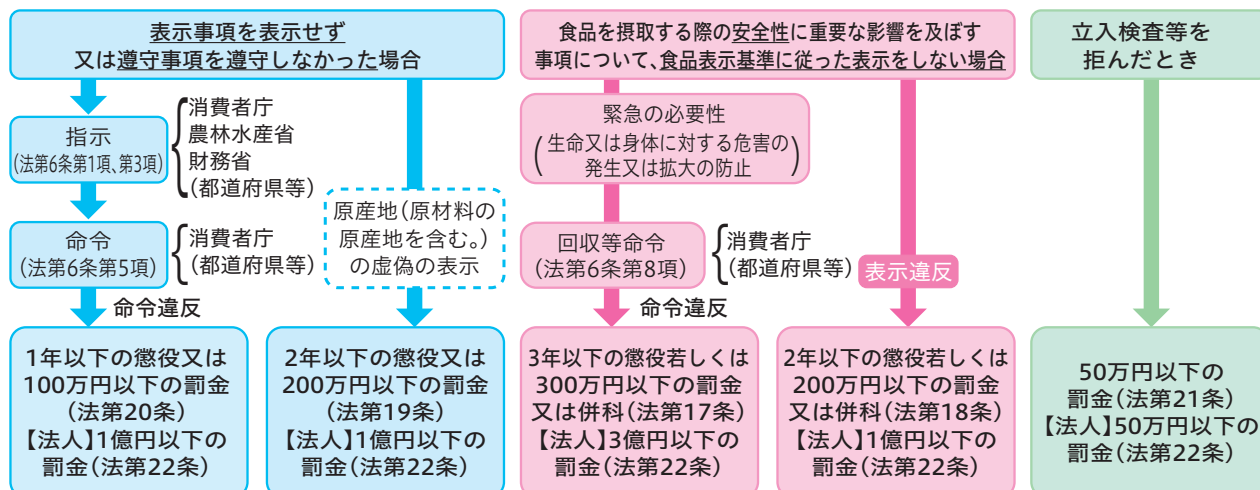 表示事項を表示せず
又は遵守事項を遵守しなかった場合
指示
(法第6条第1項、第3項)
消費者庁
農林水産省
財務省
(都道府県等)
命令
(法第6条第5項)
消費者庁
(都道府県等)
命令違反
1年以下の懲役又は
100万円以下の罰金
(法第20条)
【法人】1億円以下の
罰金(法第22条)
原産地(原材料の
原産地を含む。)
の虚偽の表示
2年以下の懲役又は
200万円以下の罰金
(法第19条)
【法人】1億円以下の
罰金(法第22条)
食品を摂取する際の安全性に重要な影響を及ぼす
事項について、食品表示基準に従った表示をしない場合
緊急の必要性
(生命又は身体に対する危害の
発生又は拡大の防止)
回収等命令
(法第6条第8項)
消費者庁
(都道府県等)
命令違反
3年以下の懲役若しくは
300万円以下の罰金
又は併科(法第17条)
【法人】3億円以下の
罰金(法第22条)
表示違反
2年以下の懲役若しくは
200万円以下の罰金
又は併科(法第18条)
【法人】1億円以下の
罰金(法第22条)
立入検査等を
拒んだとき
50万円以下の
罰金(法第21条)
【法人】50万円以下の
罰金(法第22条)